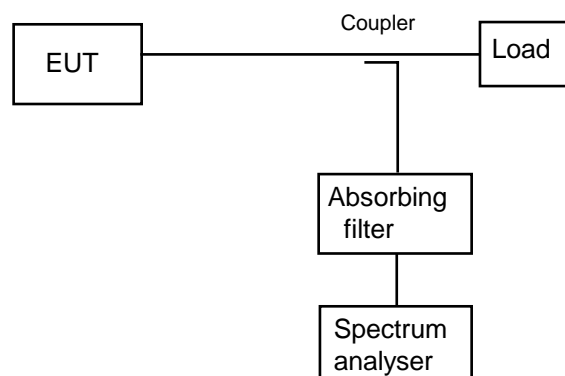 Coupler
EUT
Load
Absorbing
filter
Spectrum
analyser